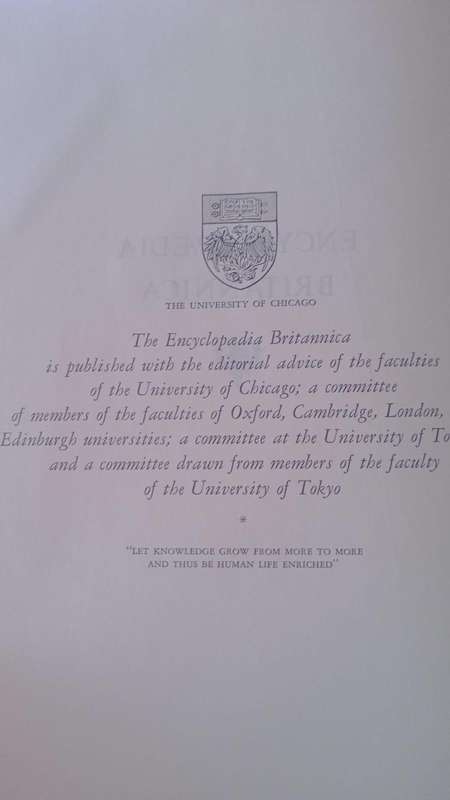 THE UNIVERSITY OF CHICAGO
The Encyclopædia Britannica
is published with the editorial advice of the faculties
of the University of Chicago; a committee
of members of the faculties of Oxford, Cambridge, London,
Edinburgh universities; a committee at the University of To
and a committee drawn from members of the faculty
of the University of Tokyo
*
"LET KNOWLEDGE GROW FROM MORE TO MORE
AND THUS BE HUMAN LIFE ENRICHED"